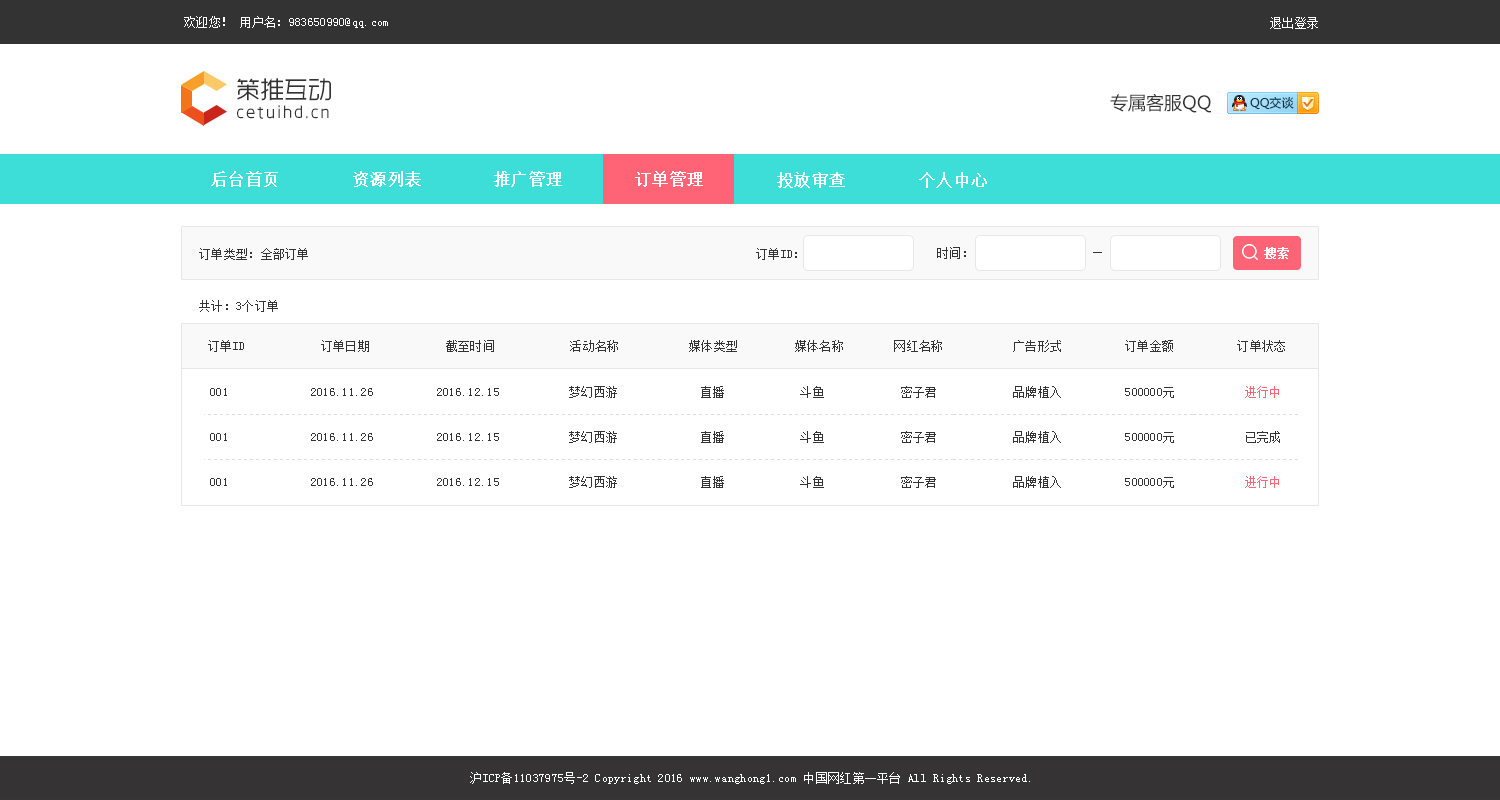 欢迎您! 用户名: 983650990@qq.com 退出登录
策推互动
cetuihd.cn
专属客服QQ QQ交谈
后台首页 资源列表 推广管理 订单管理 投放审查 个人中心
订单类型: 全部订单 订单ID: 时间: — 搜索
共计: 3个订单
订单ID 订单日期 截至时间 活动名称 媒体类型 媒体名称 网红名称 广告形式 订单金额 订单状态
001 2016.11.26 2016.12.15 梦幻西游 直播 斗鱼 密子君 品牌植入 500000元 进行中
001 2016.11.26 2016.12.15 梦幻西游 直播 斗鱼 密子君 品牌植入 500000元 已完成
001 2016.11.26 2016.12.15 梦幻西游 直播 斗鱼 密子君 品牌植入 500000元 进行中
沪ICP备11037975号-2 Copyright 2016 www.wanghong1.com 中国网红第一平台 All Rights Reserved.